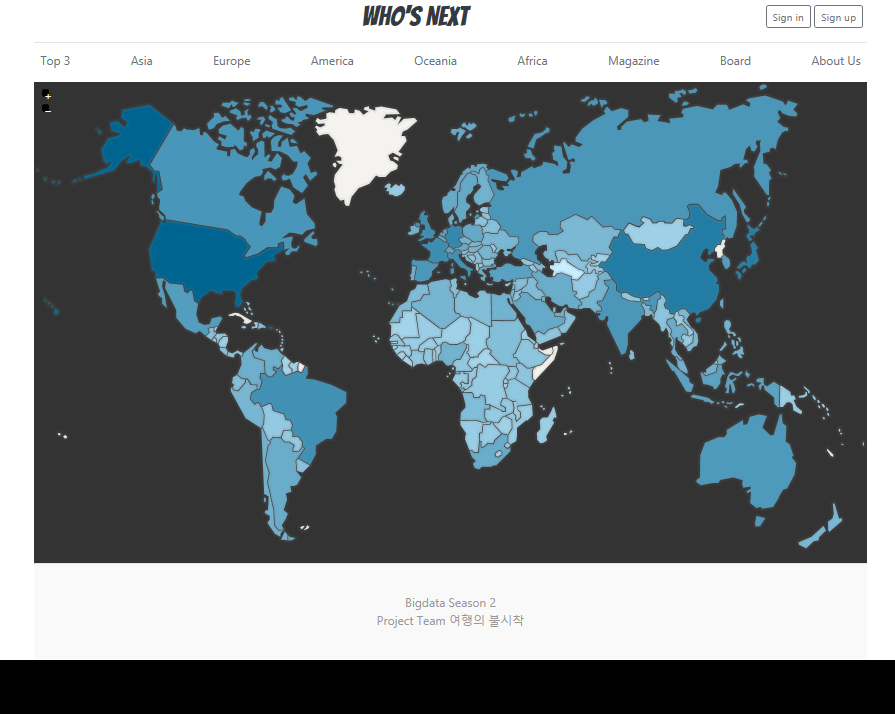 WHO'S NEXT
Sign in
Sign up
Top 3
Asia
Europe
America
Oceania
Africa
Magazine
Board
About Us
+
–
Bigdata Season 2
Project Team 여행의 불시착